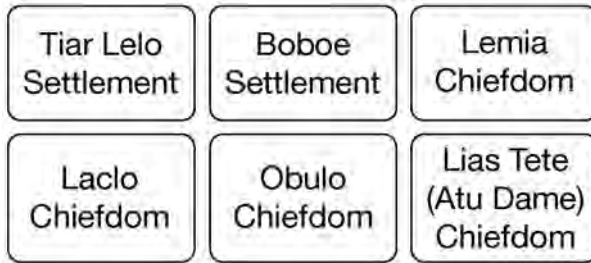 Tiar Lelo
Settlement
Boboe
Settlement
Lemia
Chiefdom
Laclo
Chiefdom
Obulo
Chiefdom
Lias Tete
(Atu Dame)
Chiefdom